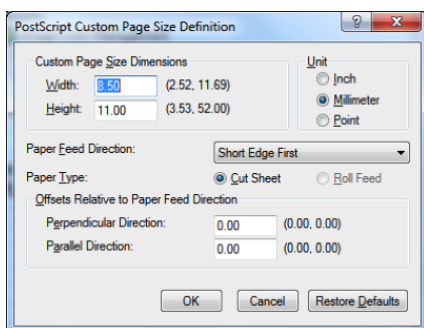 PostScript Custom Page Size Definition
Custom Page Size Dimensions
Width: 8.50 (2.52, 11.69)
Height: 11.00 (3.53, 52.00)
Unit
Inch
Millimeter
Point
Paper Feed Direction: Short Edge First
Paper Type: Cut Sheet Roll Feed
Offsets Relative to Paper Feed Direction
Perpendicular Direction: 0.00 (0.00, 0.00)
Parallel Direction: 0.00 (0.00, 0.00)
OK Cancel Restore Defaults